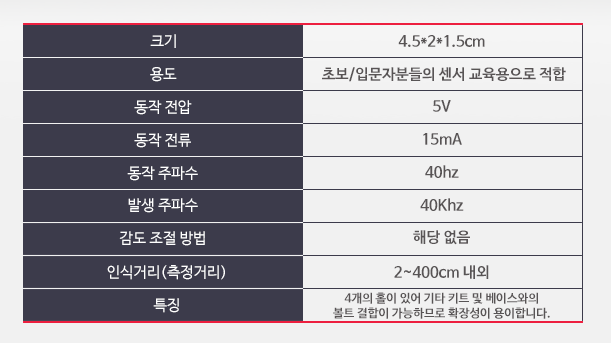 크기 4.5*2*1.5cm
용도 초보/입문자분들의 센서 교육용으로 적합
동작 전압 5V
동작 전류 15mA
동작 주파수 40hz
발생 주파수 40Khz
감도 조절 방법 해당 없음
인식거리(측정거리) 2~400cm 내외
특징 4개의 홀이 있어 기타 키트 및 베이스와의
볼트 결합이 가능하므로 확장성이 용이합니다.